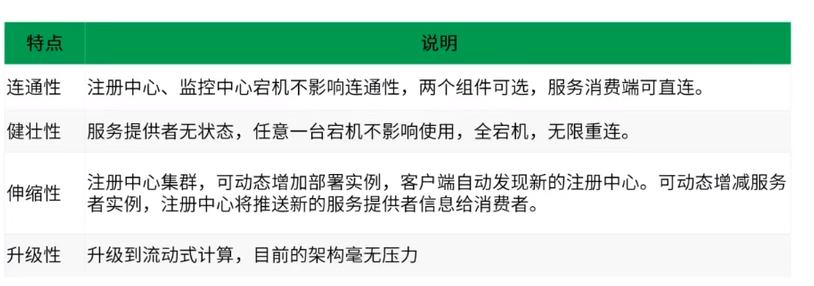 特点 说明
连通性 注册中心、监控中心宕机不影响连通性，两个组件可选，服务消费端可直连。
健壮性 服务提供者无状态，任意一台宕机不影响使用，全宕机，无限重连。
伸缩性 注册中心集群，可动态增加部署实例，客户端自动发现新的注册中心。可动态增减服务
者实例，注册中心将推送新的服务提供者信息给消费者。
升级性 升级到流动式计算，目前的架构毫无压力